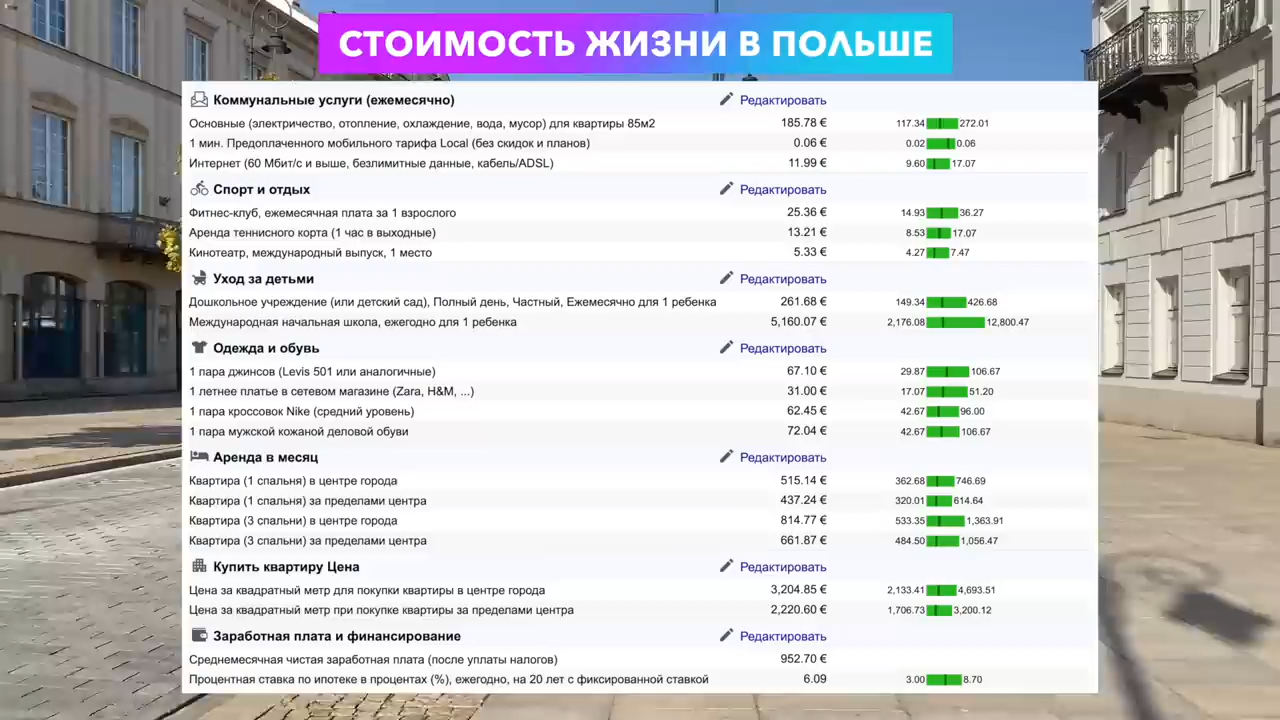 СТОИМОСТЬ ЖИЗНИ В ПОЛЬШЕ
Коммунальные услуги (ежемесячно) Редактировать
Основные (электричество, отопление, охлаждение, вода, мусор) для квартиры 85м2 185.78 € 117.34 272.01
1 мин. Предоплаченного мобильного тарифа Local (без скидок и планов) 0.06 € 0.02 0.06
Интернет (60 Мбит/с и выше, безлимитные данные, кабель/ADSL) 11.99 € 9.60 17.07
Спорт и отдых Редактировать
Фитнес-клуб, ежемесячная плата за 1 взрослого 25.36 € 14.93 36.27
Аренда теннисного корта (1 час в выходные) 13.21 € 8.53 17.07
Кинотеатр, международный выпуск, 1 место 5.33 € 4.27 7.47
Уход за детьми Редактировать
Дошкольное учреждение (или детский сад), Полный день, Частный, Ежемесячно для 1 ребенка 261.68 € 149.34 426.68
Международная начальная школа, ежегодно для 1 ребенка 5,160.07 € 2,176.08 12,800.47
Одежда и обувь Редактировать
1 пара джинсов (Levis 501 или аналогичные) 67.10 € 29.87 106.67
1 летнее платье в сетевом магазине (Zara, H&M, ...) 31.00 € 17.07 51.20
1 пара кроссовок Nike (средний уровень) 62.45 € 42.67 96.00
1 пара мужской кожаной деловой обуви 72.04 € 42.67 106.67
Аренда в месяц Редактировать
Квартира (1 спальня) в центре города 515.14 € 362.68 746.69
Квартира (1 спальня) за пределами центра 437.24 € 320.01 614.64
Квартира (3 спальни) в центре города 814.77 € 533.35 1,363.91
Квартира (3 спальни) за пределами центра 661.87 € 484.50 1,056.47
Купить квартиру Цена Редактировать
Цена за квадратный метр для покупки квартиры в центре города 3,204.85 € 2,133.41 4,693.51
Цена за квадратный метр при покупке квартиры за пределами центра 2,220.60 € 1,706.73 3,200.12
Заработная плата и финансирование Редактировать
Среднемесячная чистая заработная плата (после уплаты налогов) 952.70 €
Процентная ставка по ипотеке в процентах (%), ежегодно, на 20 лет с фиксированной ставкой 6.09 3.00 8.70